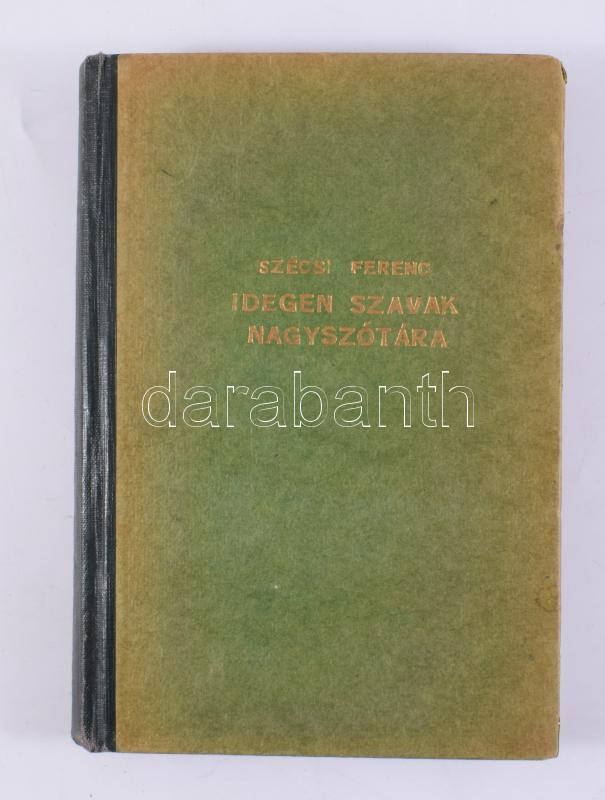 SZÉCSI FERENC
IDEGEN SZAVAK
NAGYSZÓTÁRA
darabanth